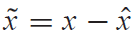 x̃ = x − x̂